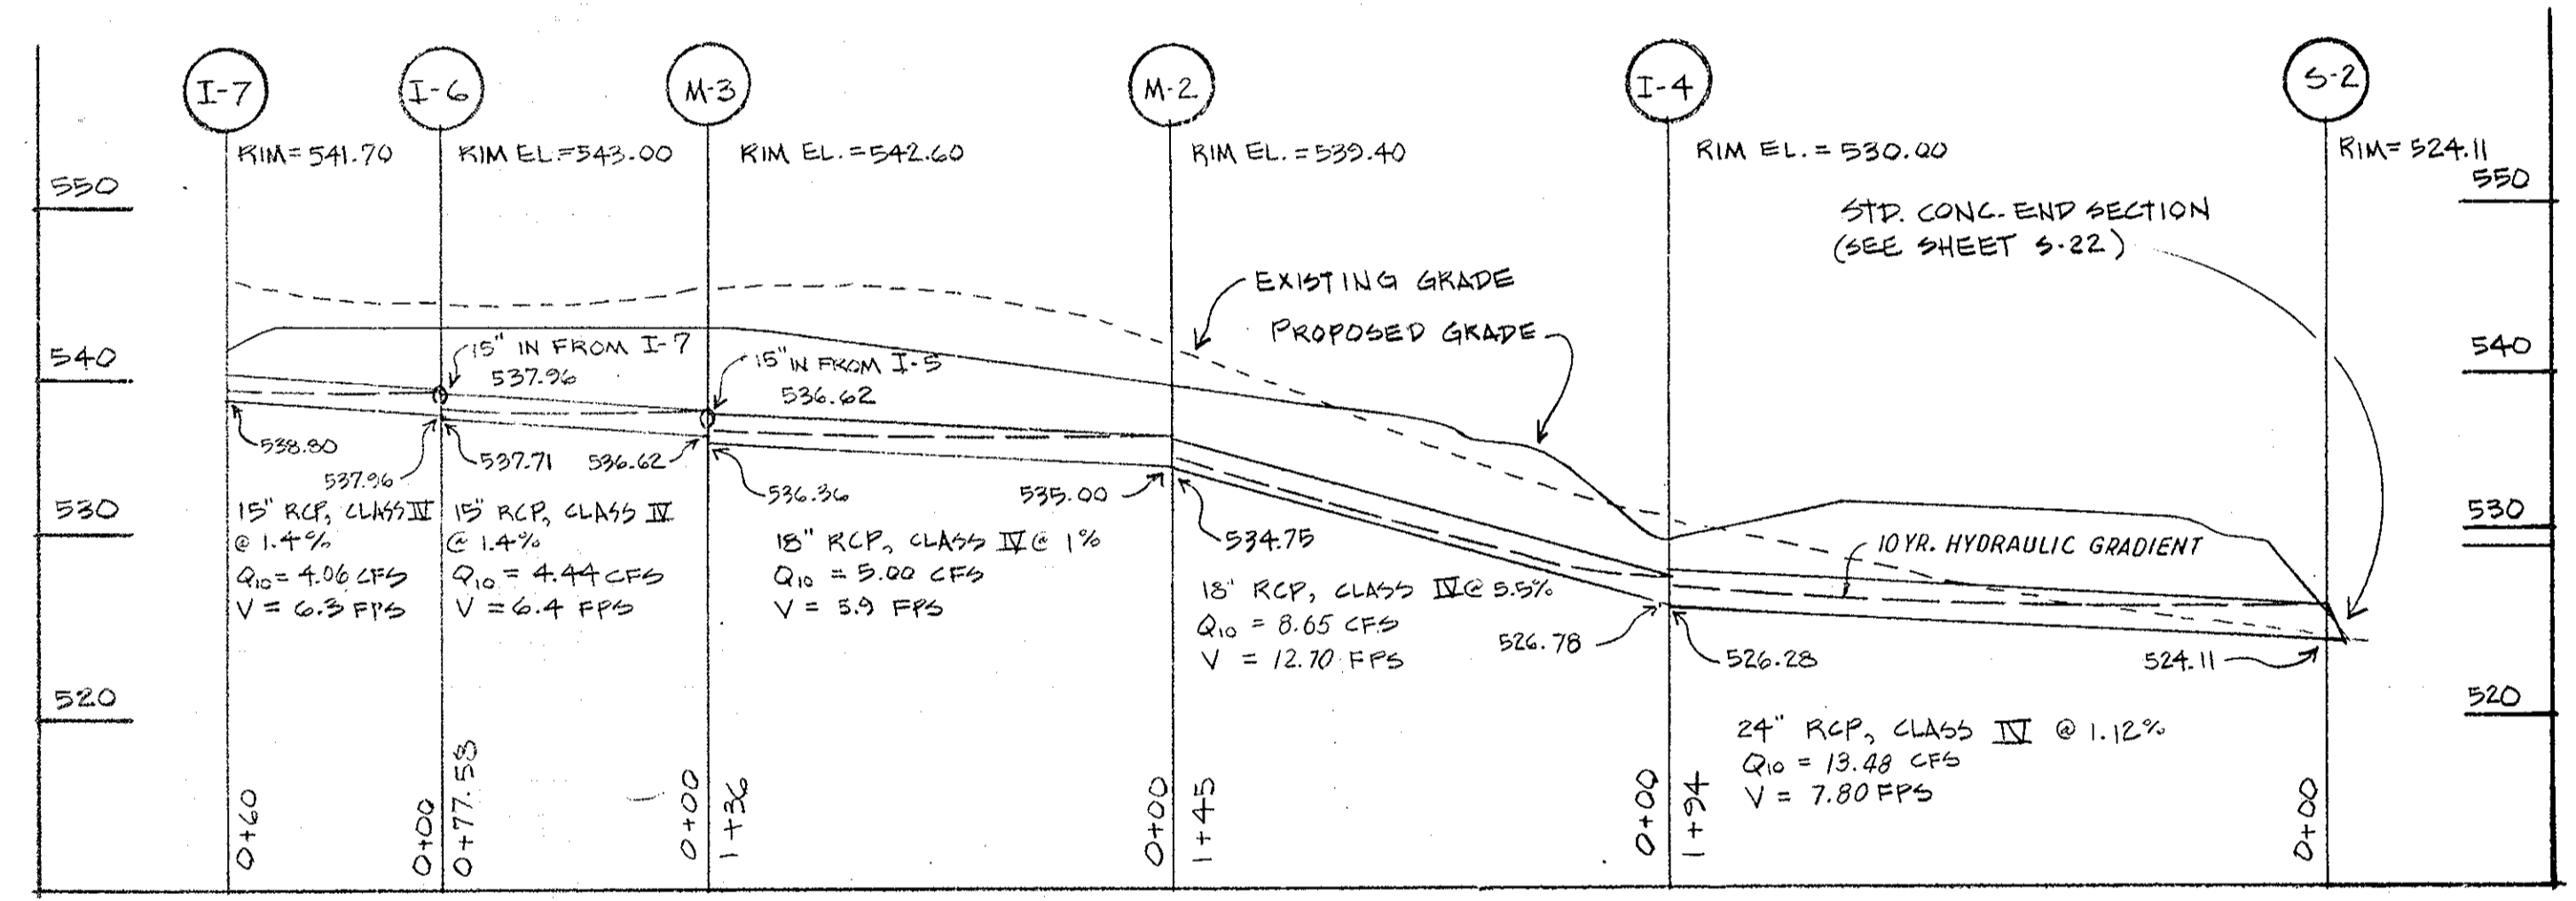 I-7
I-6
M-3
M-2
I-4
S-2
RIM=541.70
RIM EL.=543.00
RIM EL.=542.60
RIM EL.=539.40
RIM EL.=530.00
RIM=524.11
550
550
STD. CONC. END SECTION
(SEE SHEET S-22)
EXISTING GRADE
PROPOSED GRADE
540
540
15" IN FROM I-7
537.96
15" IN FROM I-5
536.62
538.80
537.96
537.71
536.62
536.36
535.00
534.75
530
530
10 YR. HYDRAULIC GRADIENT
15" RCP, CLASS IV
@ 1.4%
Q10 = 4.06 CFS
V = 6.3 FPS
15" RCP, CLASS IV
@ 1.4%
Q10 = 4.44 CFS
V = 6.4 FPS
18" RCP, CLASS IV @ 1%
Q10 = 5.00 CFS
V = 5.9 FPS
18" RCP, CLASS IV @ 5.5%
Q10 = 8.65 CFS
V = 12.70 FPS
526.78
526.28
524.11
520
520
24" RCP, CLASS IV @ 1.12%
Q10 = 13.48 CFS
V = 7.80 FPS
0+60
0+00
0+77.58
0+00
1+36
0+00
1+45
0+00
1+94
0+00